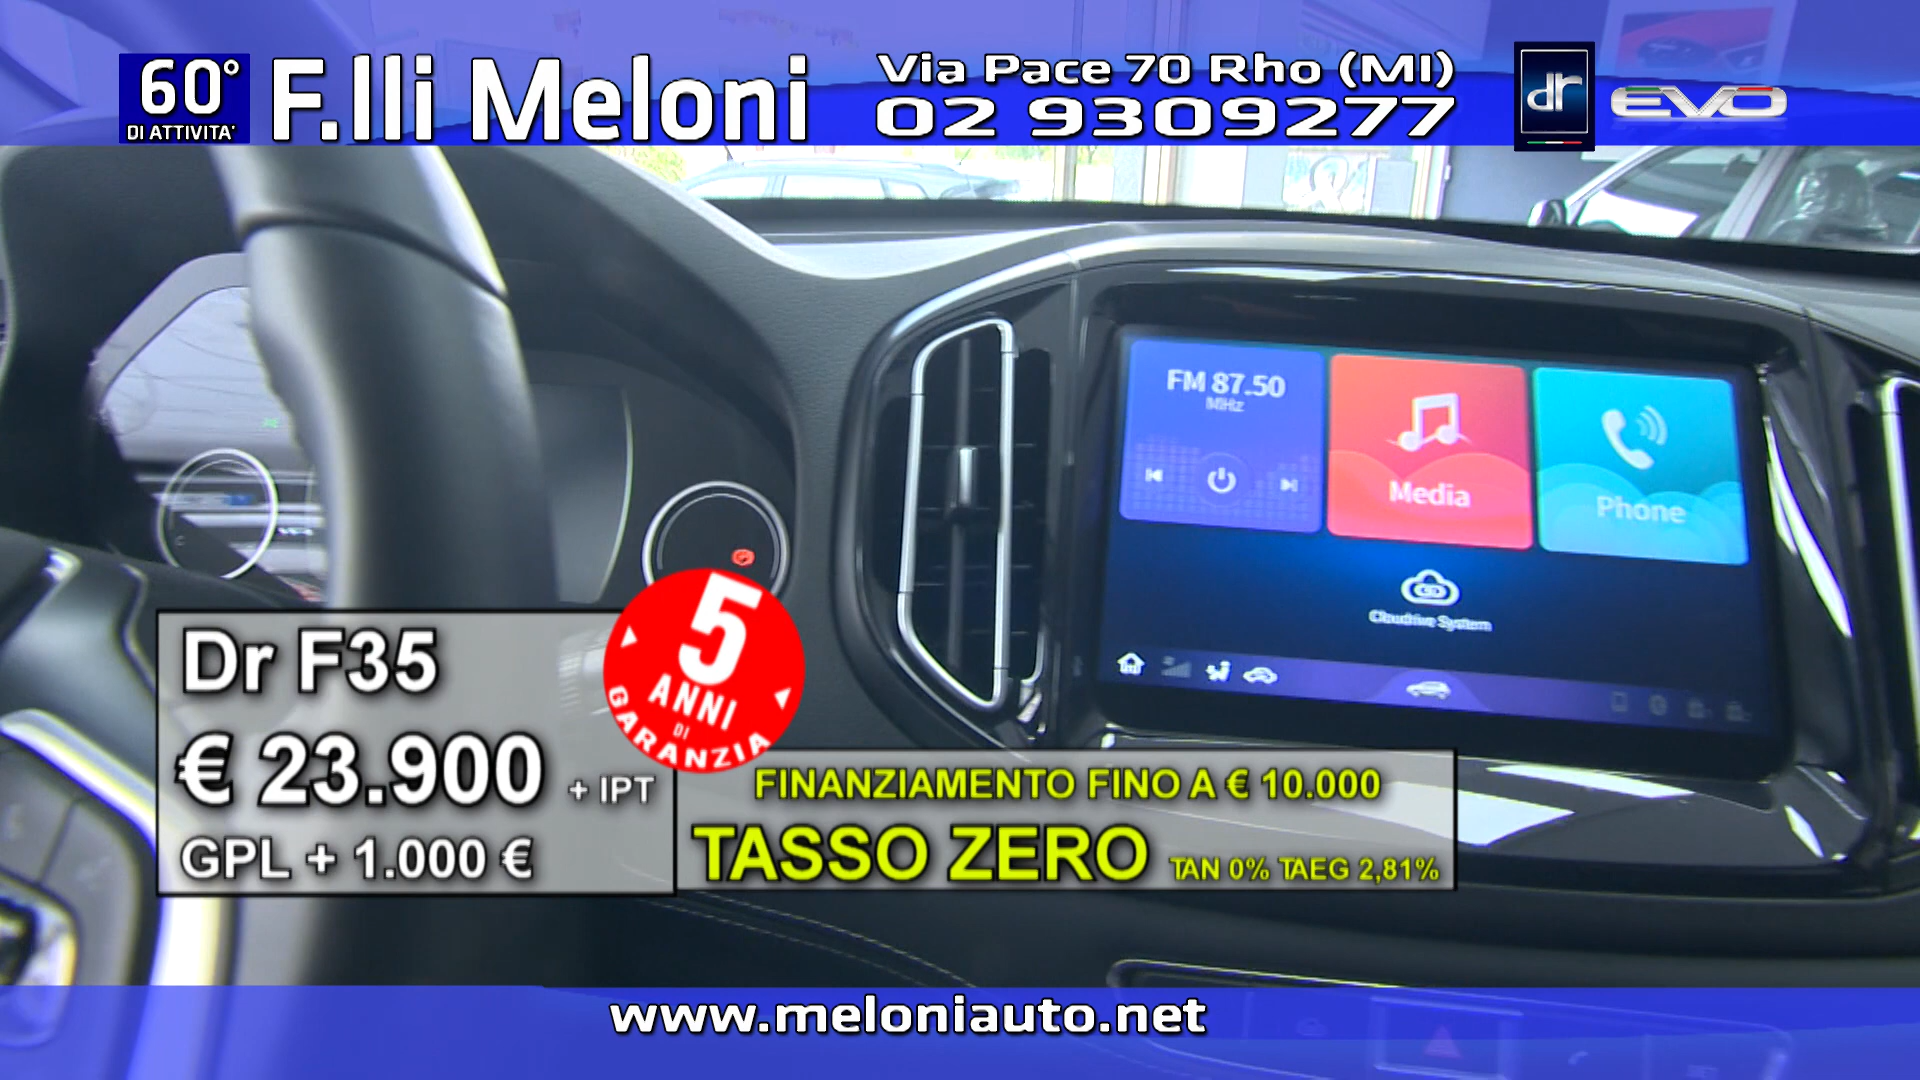 60°
DI ATTIVITA'
F.lli Meloni
Via Pace 70 Rho (MI)
02 9309277
dr
EVO
FM 87.50
MHz
Media
Phone
Cloudrive System
Dr F35
€ 23.900 + IPT
GPL + 1.000 €
5
ANNI
DI
GARANZIA
FINANZIAMENTO FINO A € 10.000
TASSO ZERO TAN 0% TAEG 2,81%
www.meloniauto.net